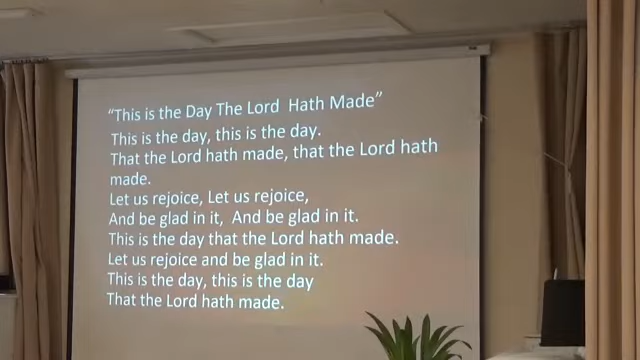 “This is the Day The Lord Hath Made”
This is the day, this is the day.
That the Lord hath made, that the Lord hath
made.
Let us rejoice, Let us rejoice,
And be glad in it, And be glad in it.
This is the day that the Lord hath made.
Let us rejoice and be glad in it.
This is the day, this is the day
That the Lord hath made.